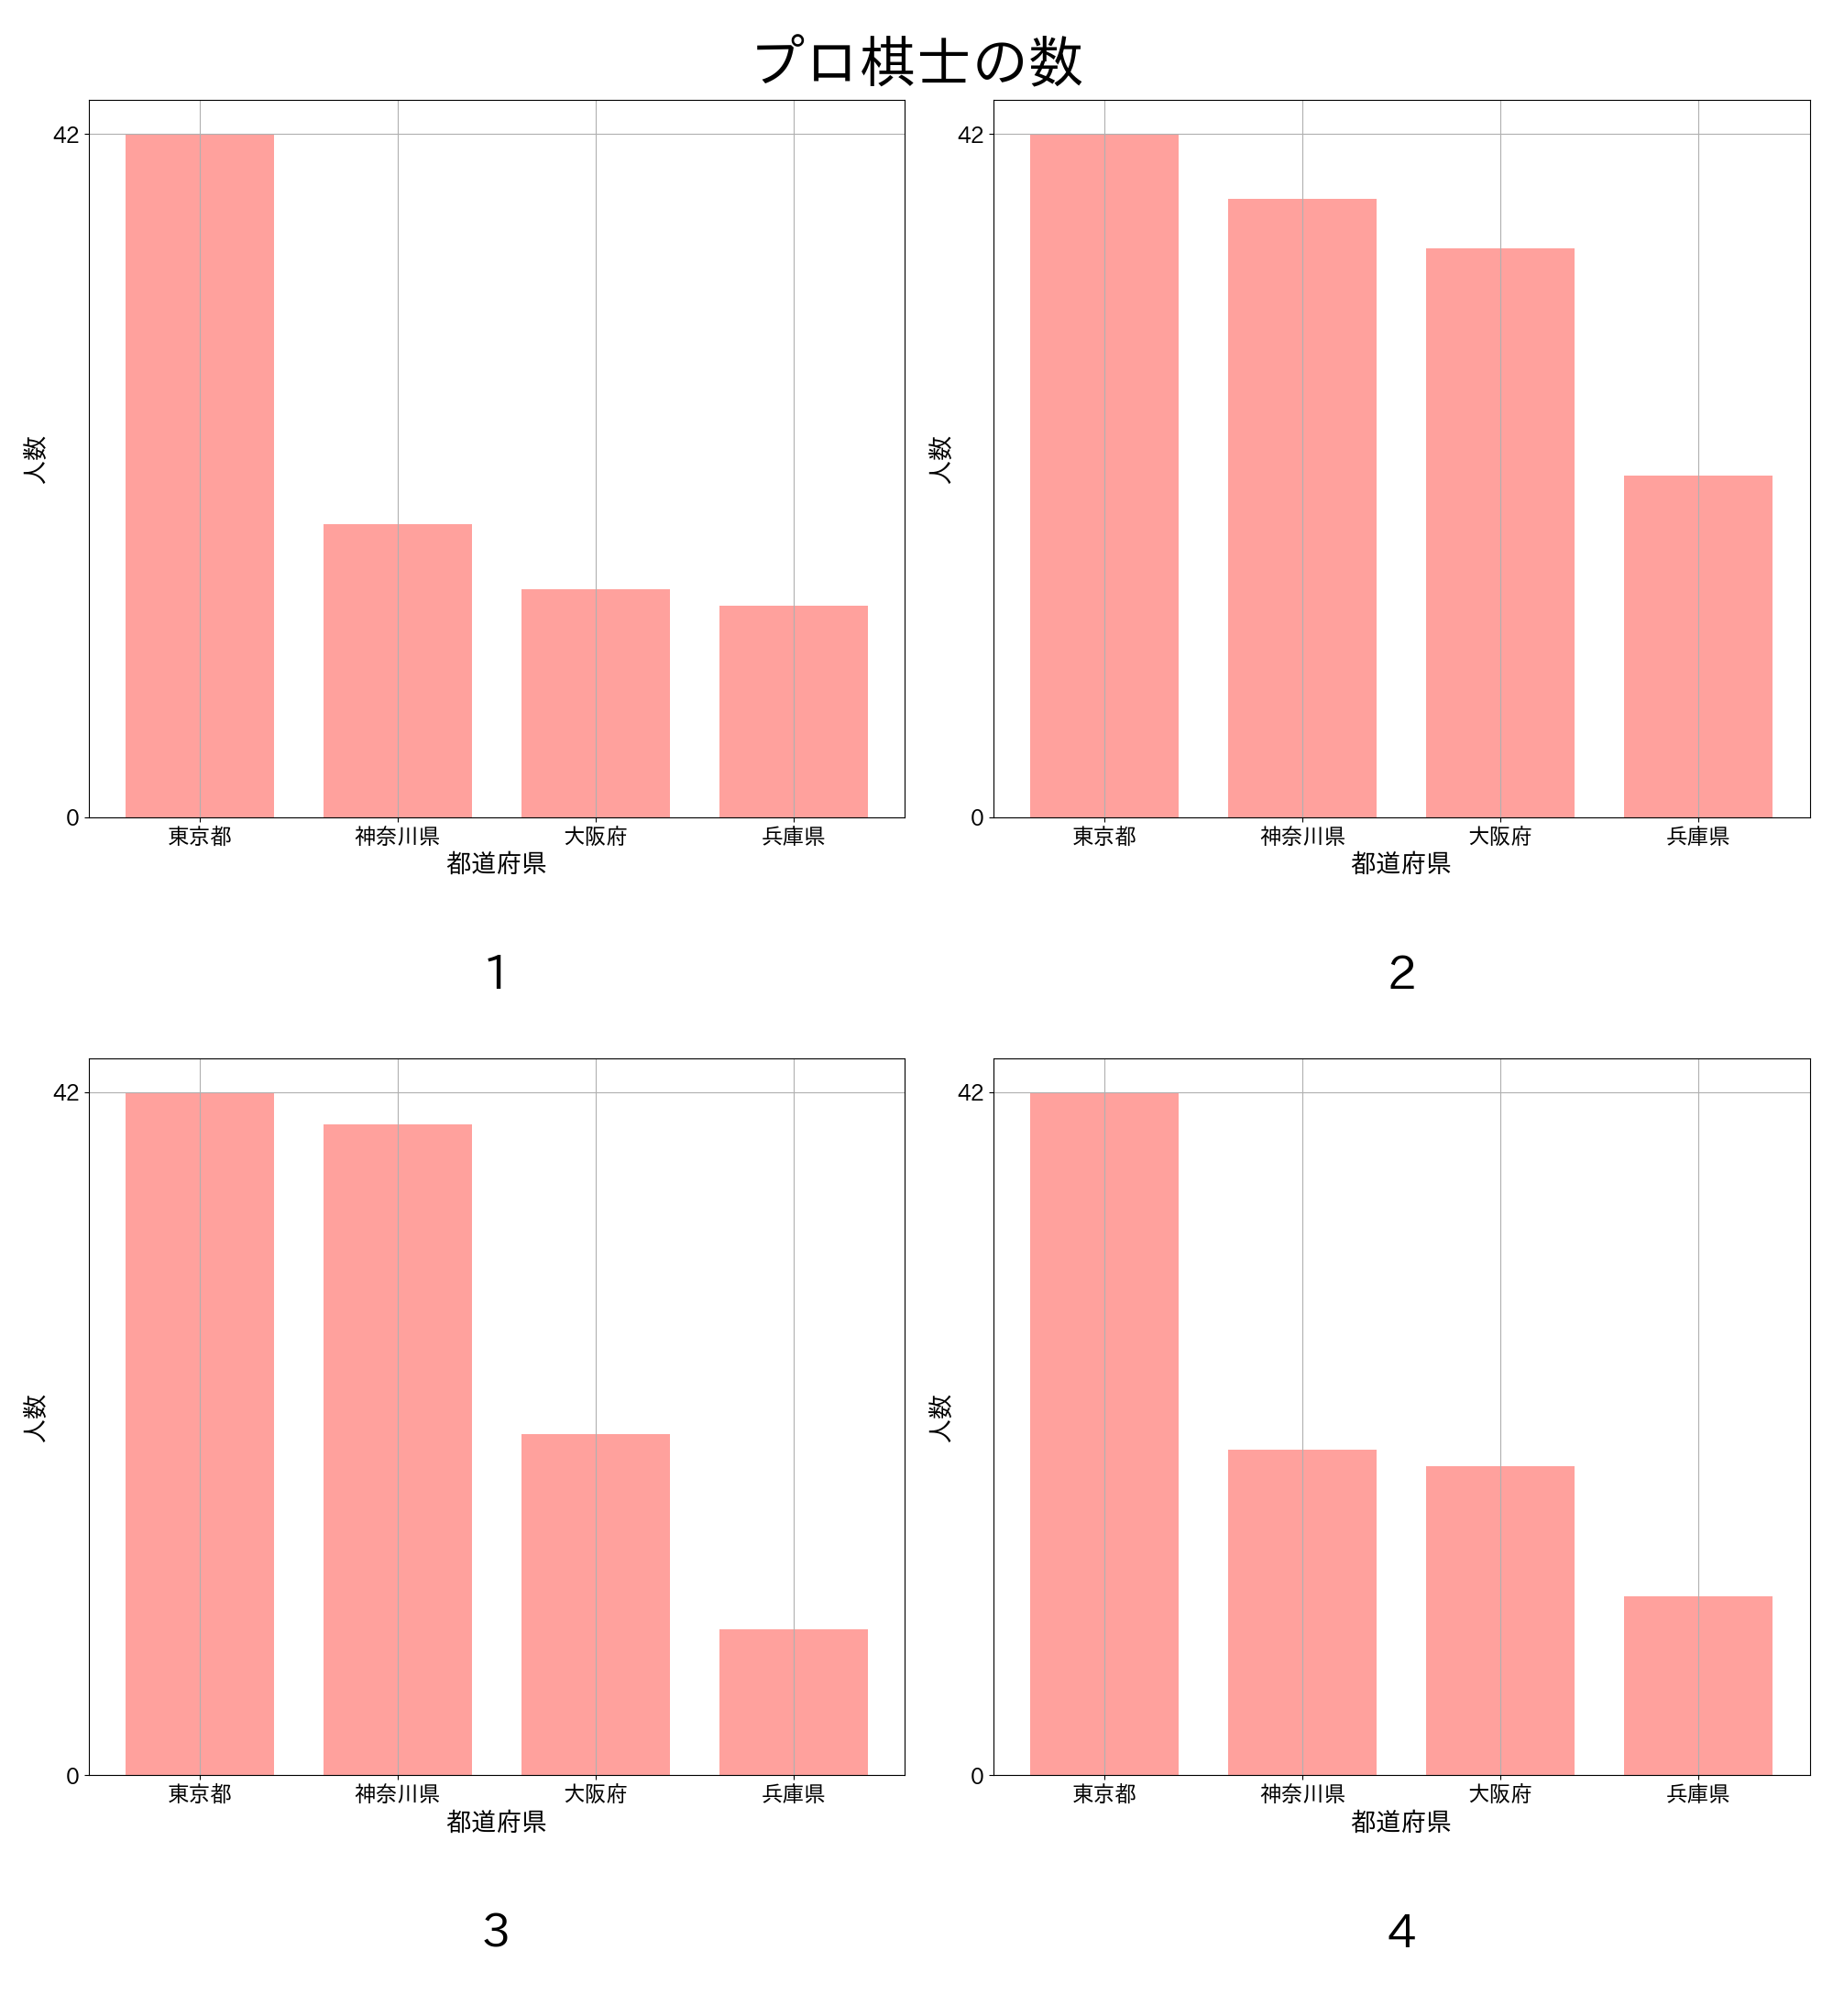 プロ棋士の数
42
0
人数
東京都 神奈川県 大阪府 兵庫県
都道府県
1
42
0
人数
東京都 神奈川県 大阪府 兵庫県
都道府県
2
42
0
人数
東京都 神奈川県 大阪府 兵庫県
都道府県
3
42
0
人数
東京都 神奈川県 大阪府 兵庫県
都道府県
4